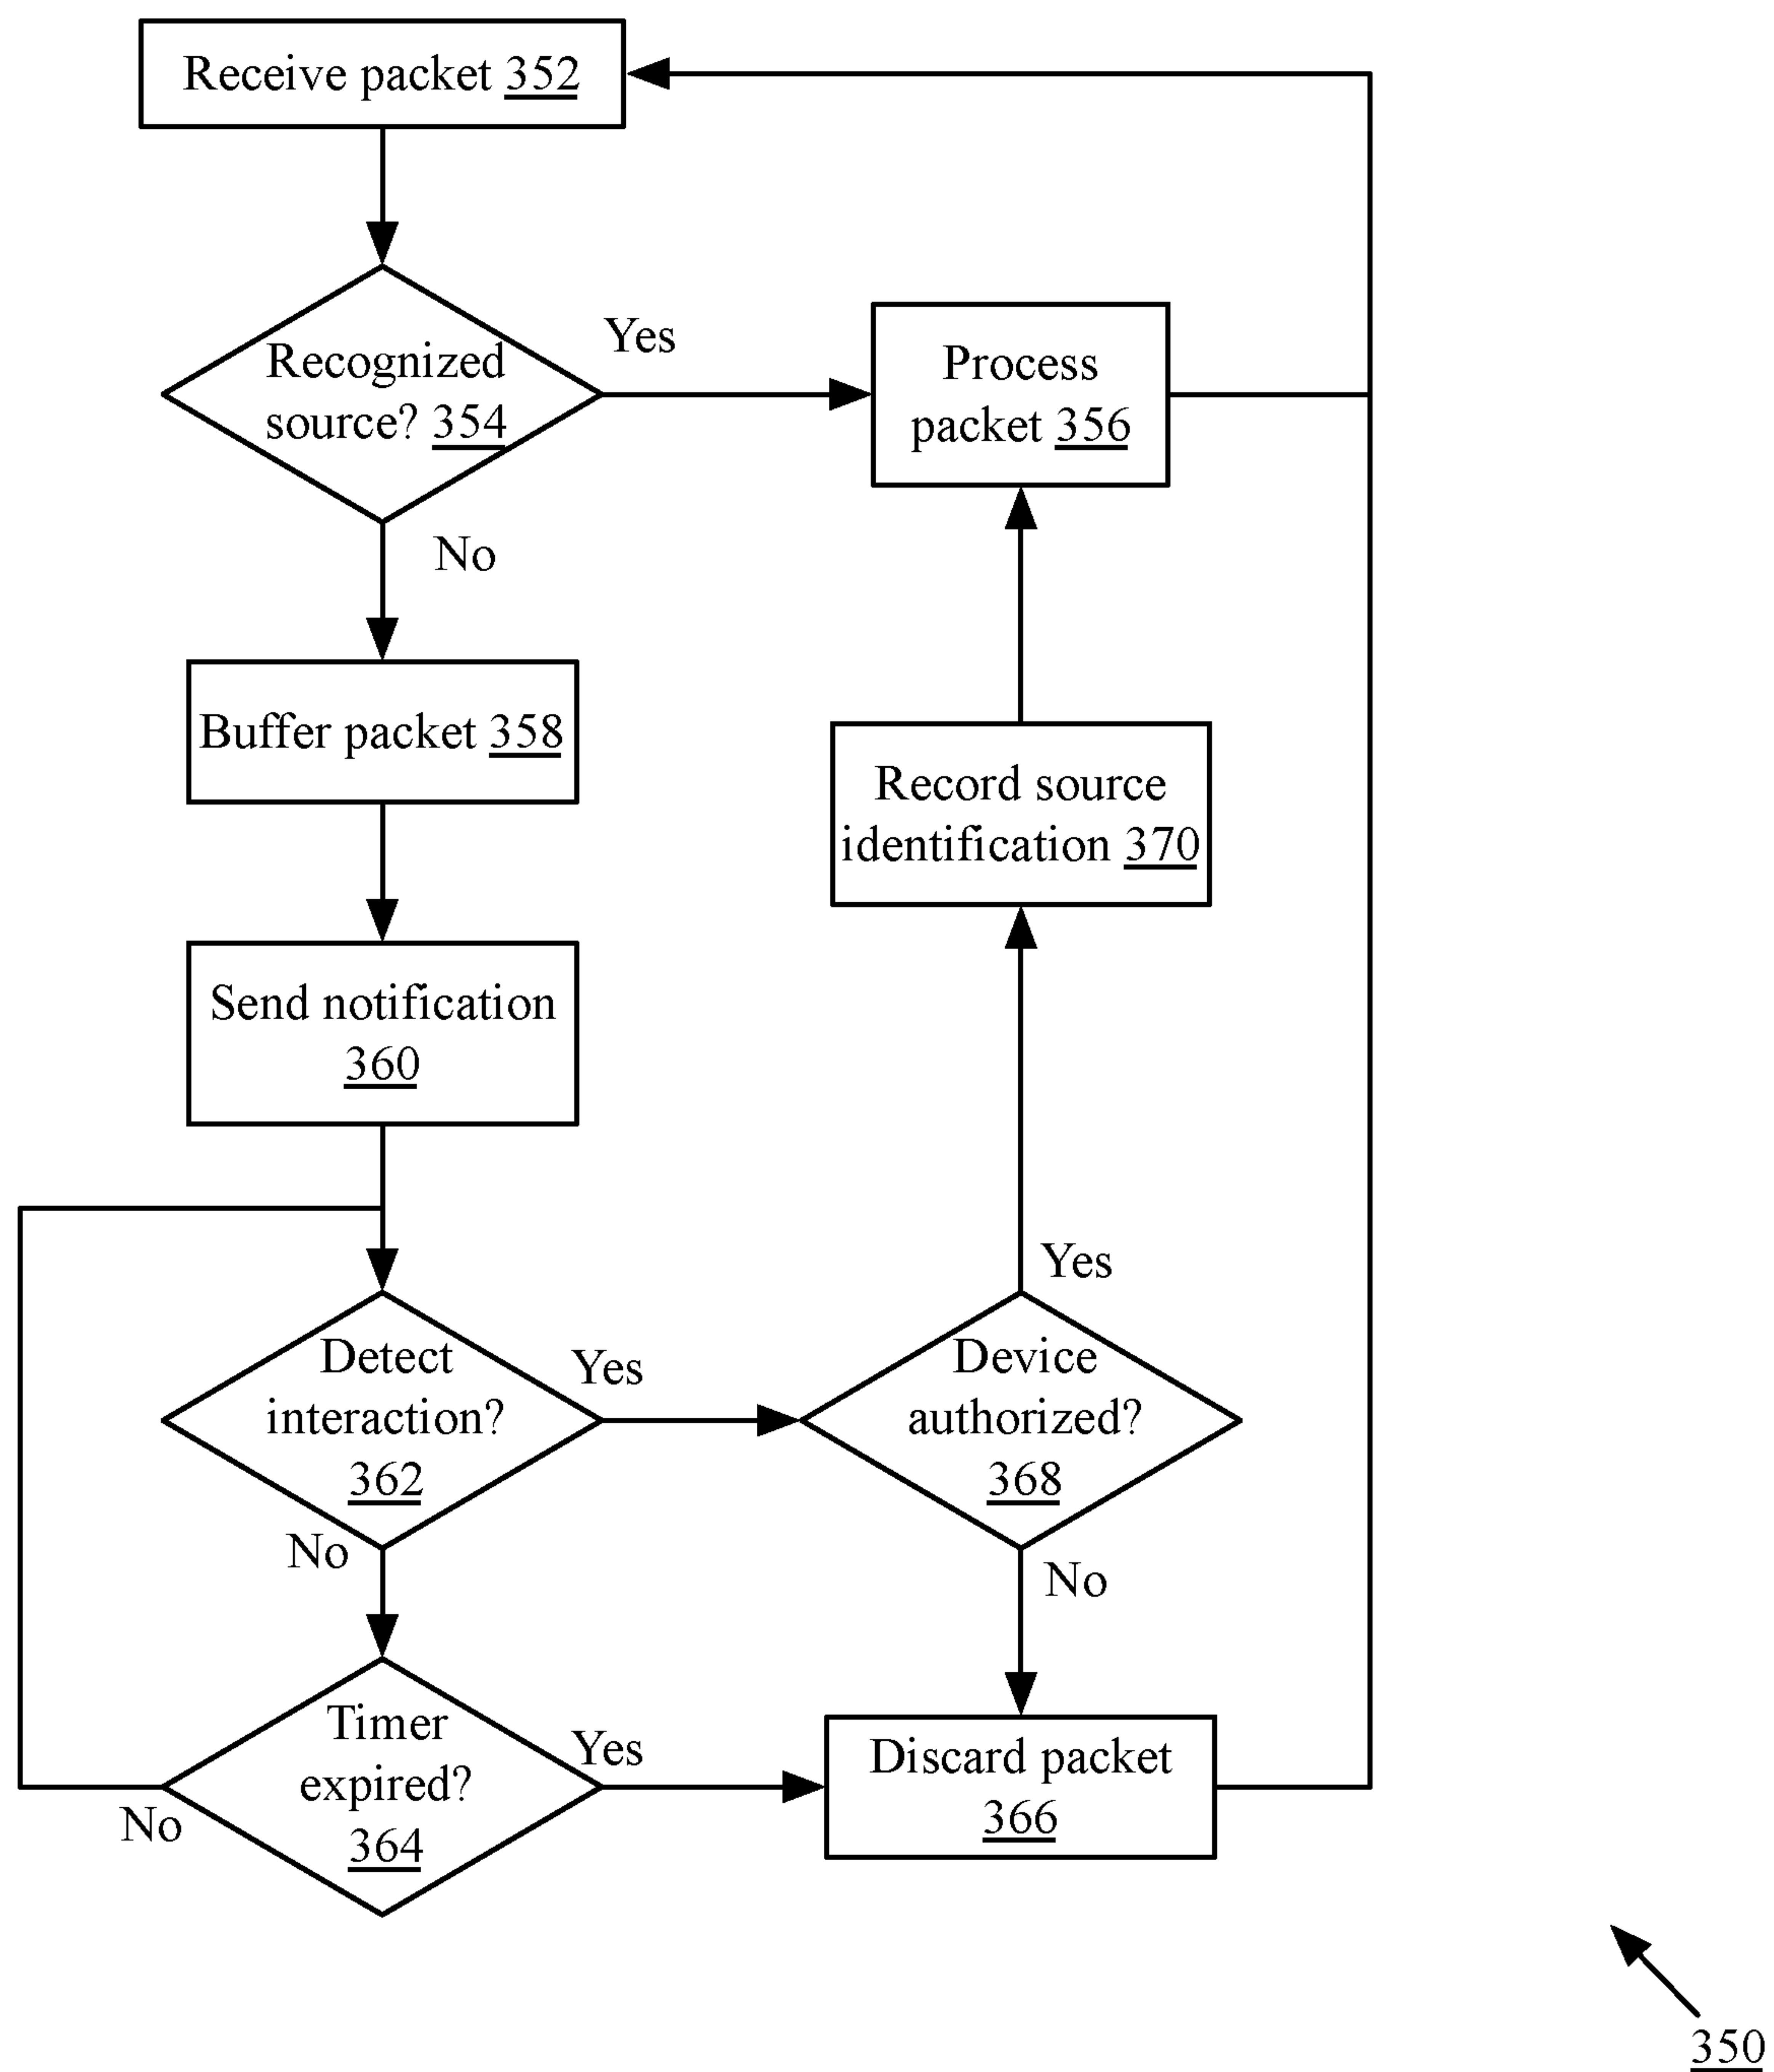 Receive packet 352
Recognized
source? 354
Yes
No
Process
packet 356
Buffer packet 358
Record source
identification 370
Send notification
360
Detect
interaction?
362
Yes
No
Device
authorized?
368
Yes
No
Timer
expired?
364
Yes
No
Discard packet
366
350